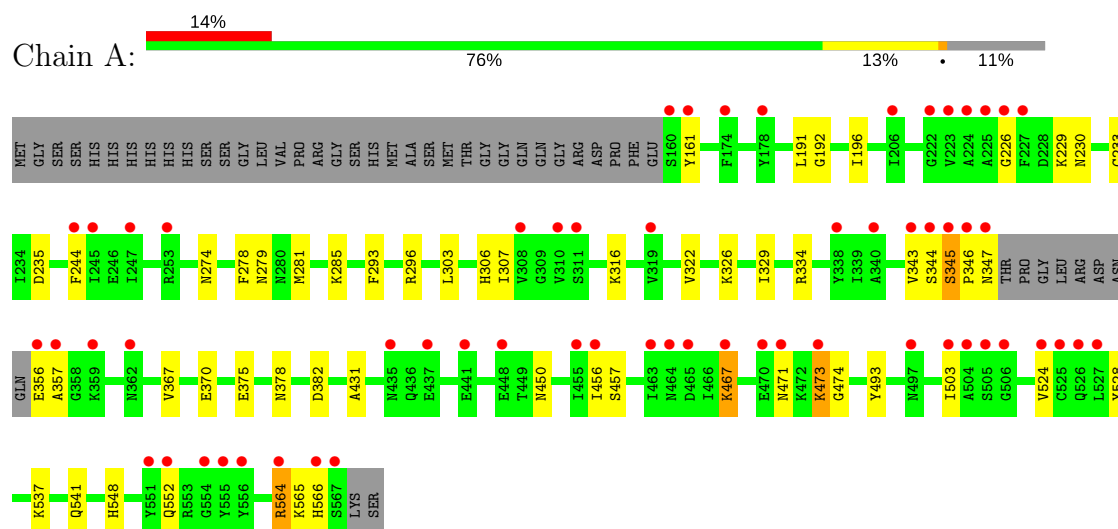 14%
Chain A:
76% 13% • 11%
MET GLY SER SER HIS HIS HIS HIS HIS HIS SER SER GLY LEU VAL PRO ARG GLY SER HIS MET ALA SER MET THR GLY GLY GLN GLN GLY ARG ASP PRO PHE GLU S160 Y161 F174 Y178 L191 G192 I196 I206 G222 V223 A224 A225 G226 F227 D228 K229 N230 C233
I234 D235 F244 I245 E246 I247 R253 N274 F278 N279 N280 M281 K285 F293 R296 L303 H306 I307 V308 G309 V310 S311 K316 V319 V322 K326 I329 R334 Y338 I339 A340 V343 S344 S345 P346 N347 THR PRO GLY LEU ARG ASP ASN
GLN E356 A357 G358 K359 N362 V367 E370 E375 N378 D382 A431 N435 Q436 E437 E441 E448 T449 N450 I455 I456 S457 I463 N464 D465 I466 K467 E470 N471 K472 K473 G474 Y493 N497 I503 A504 S505 G506 V524 C525 Q526 L527 Y528
K537 Q541 H548 Y551 Q552 R553 G554 Y555 Y556 R564 K565 H566 S567 LYS SER